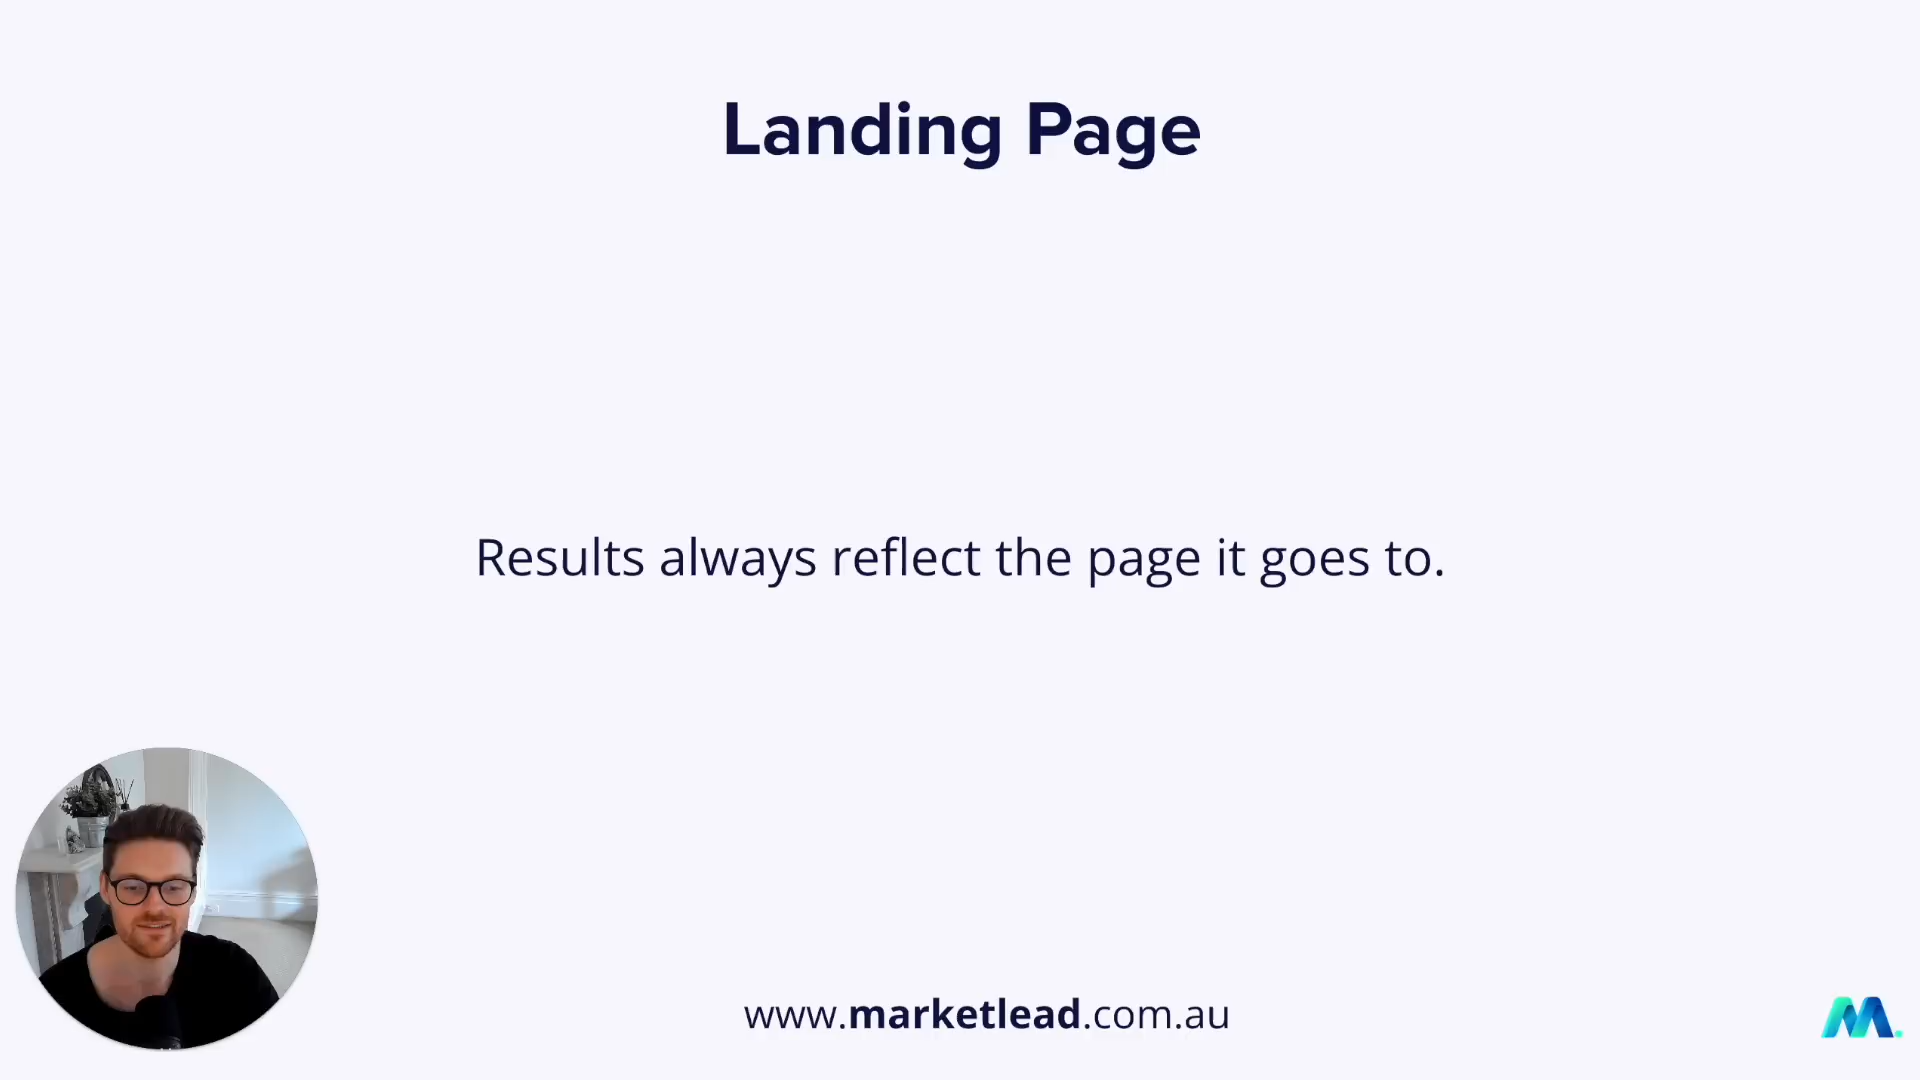 Landing Page
Results always reflect the page it goes to.
www.marketlead.com.au
M.